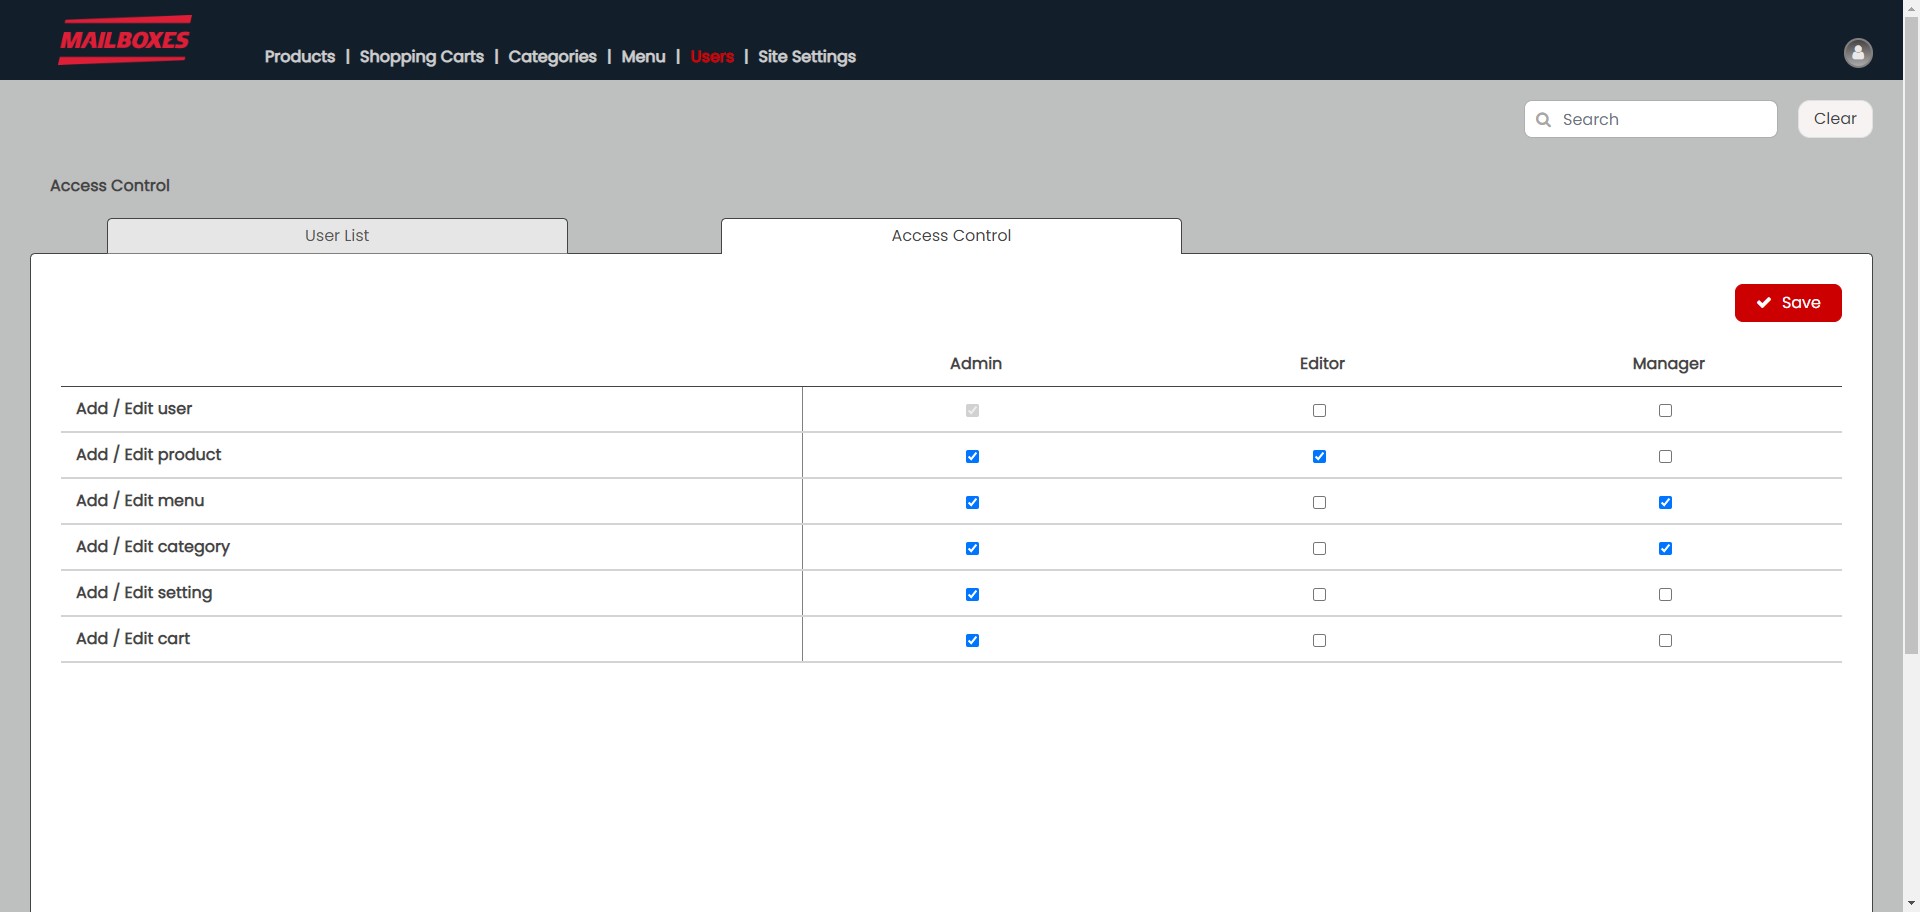 MAILBOXES
Products | Shopping Carts | Categories | Menu | Users | Site Settings
Search
Clear
Access Control
User List
Access Control
Save
Admin Editor Manager
Add / Edit user
Add / Edit product
Add / Edit menu
Add / Edit category
Add / Edit setting
Add / Edit cart